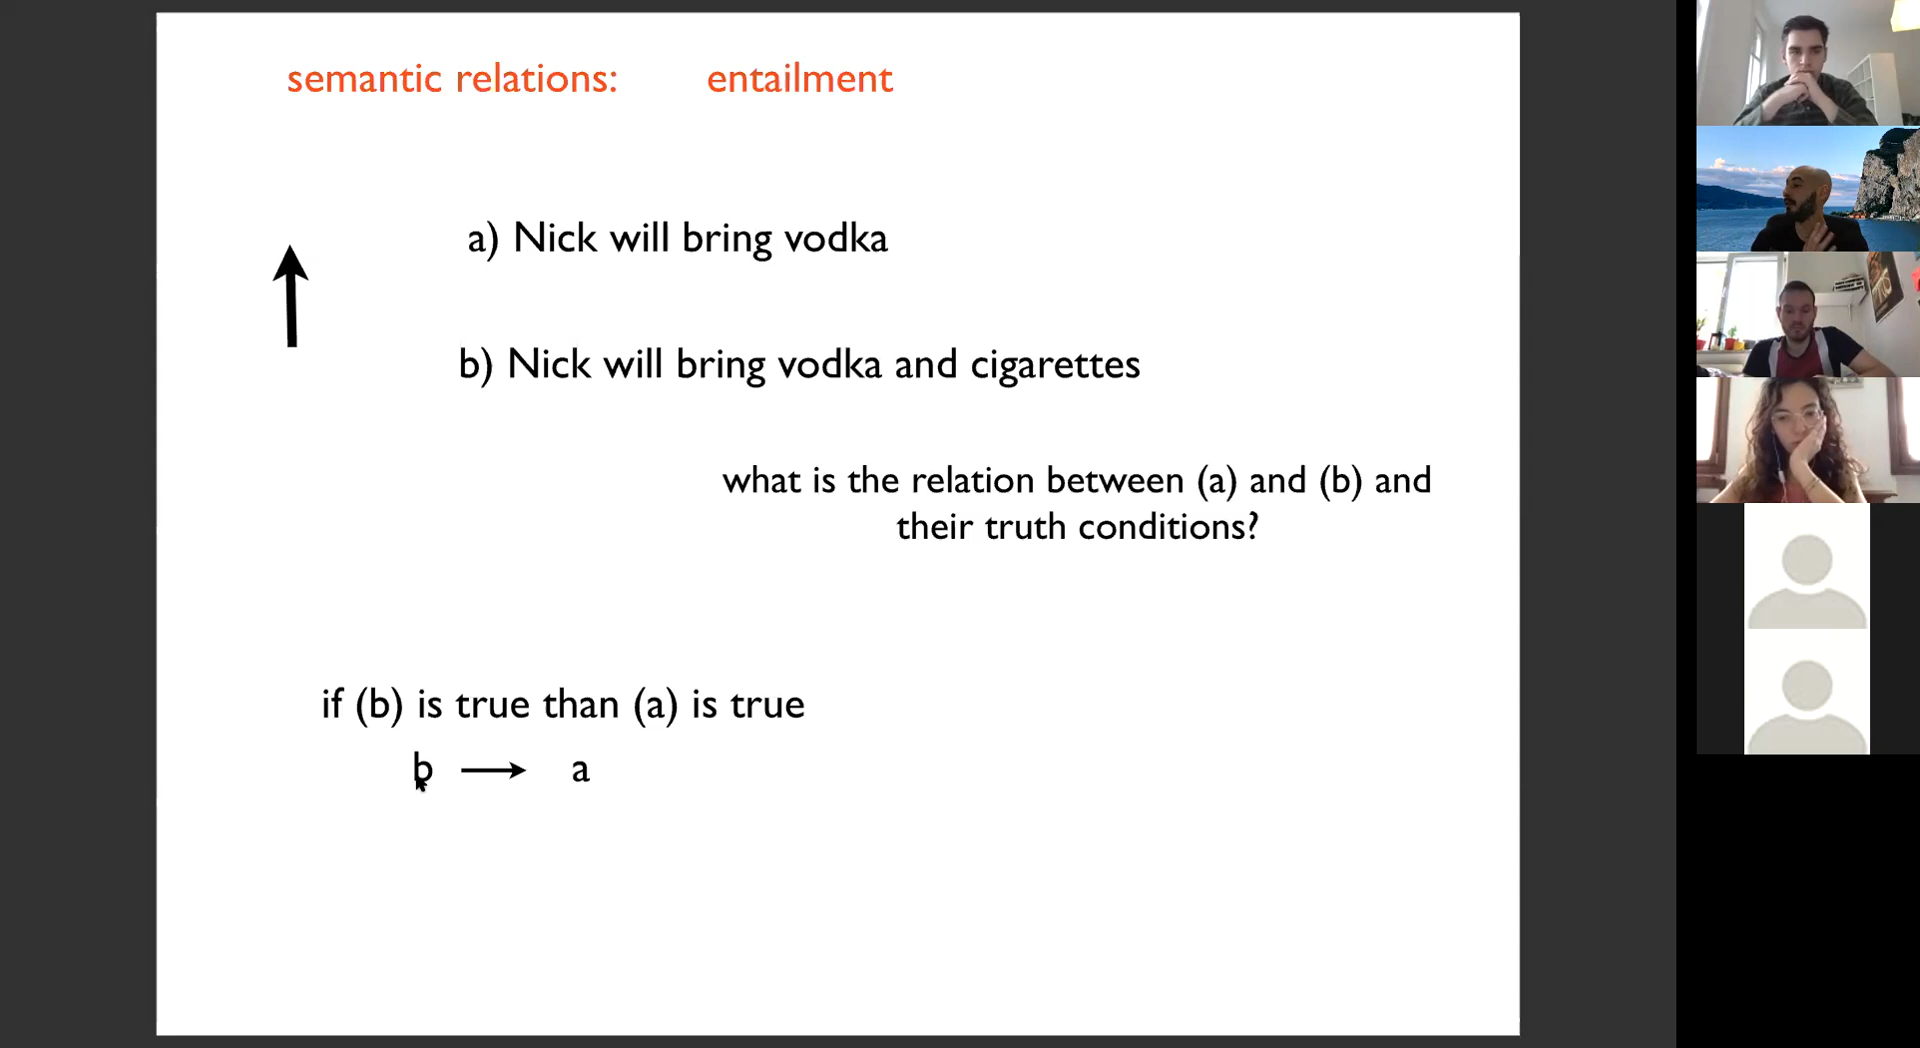 semantic relations: entailment
a) Nick will bring vodka
b) Nick will bring vodka and cigarettes
what is the relation between (a) and (b) and
their truth conditions?
if (b) is true than (a) is true
b → a